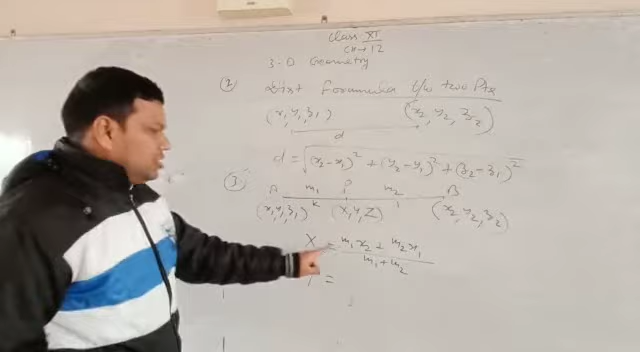 class XI
CH-12
3-D Geometry
② Dist Foramula b/w two Pts
(x₁, y₁, z₁) (x₂, y₂, z₂)
d
d = √(x₂-x₁)² + (y₂-y₁)² + (z₂-z₁)²
③ A m₁ P m₂ B
(x₁, y₁, z₁) k (X, Y, Z) 1 (x₂, y₂, z₂)
X = m₁x₂ + m₂x₁
m₁+m₂
Y =